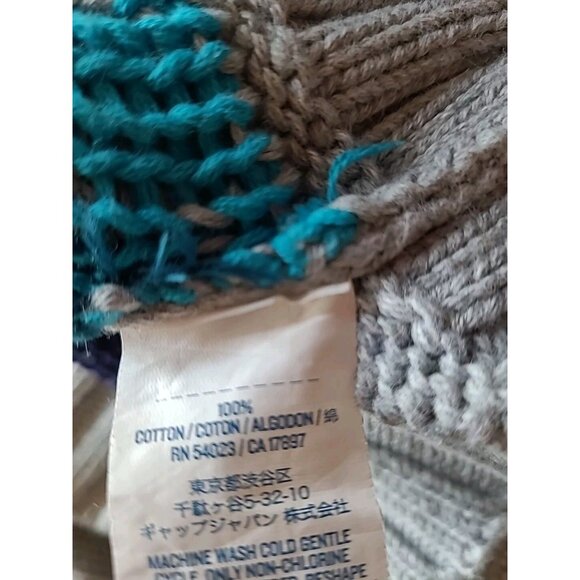 100%
COTTON / COTON / ALGODON / 綿
RN 54023 / CA 17897
東京都渋谷区
千駄ヶ谷5-32-10
ギャップジャパン 株式会社
MACHINE WASH COLD GENTLE
CYCLE, ONLY NON-CHLORINE
RESHAPE